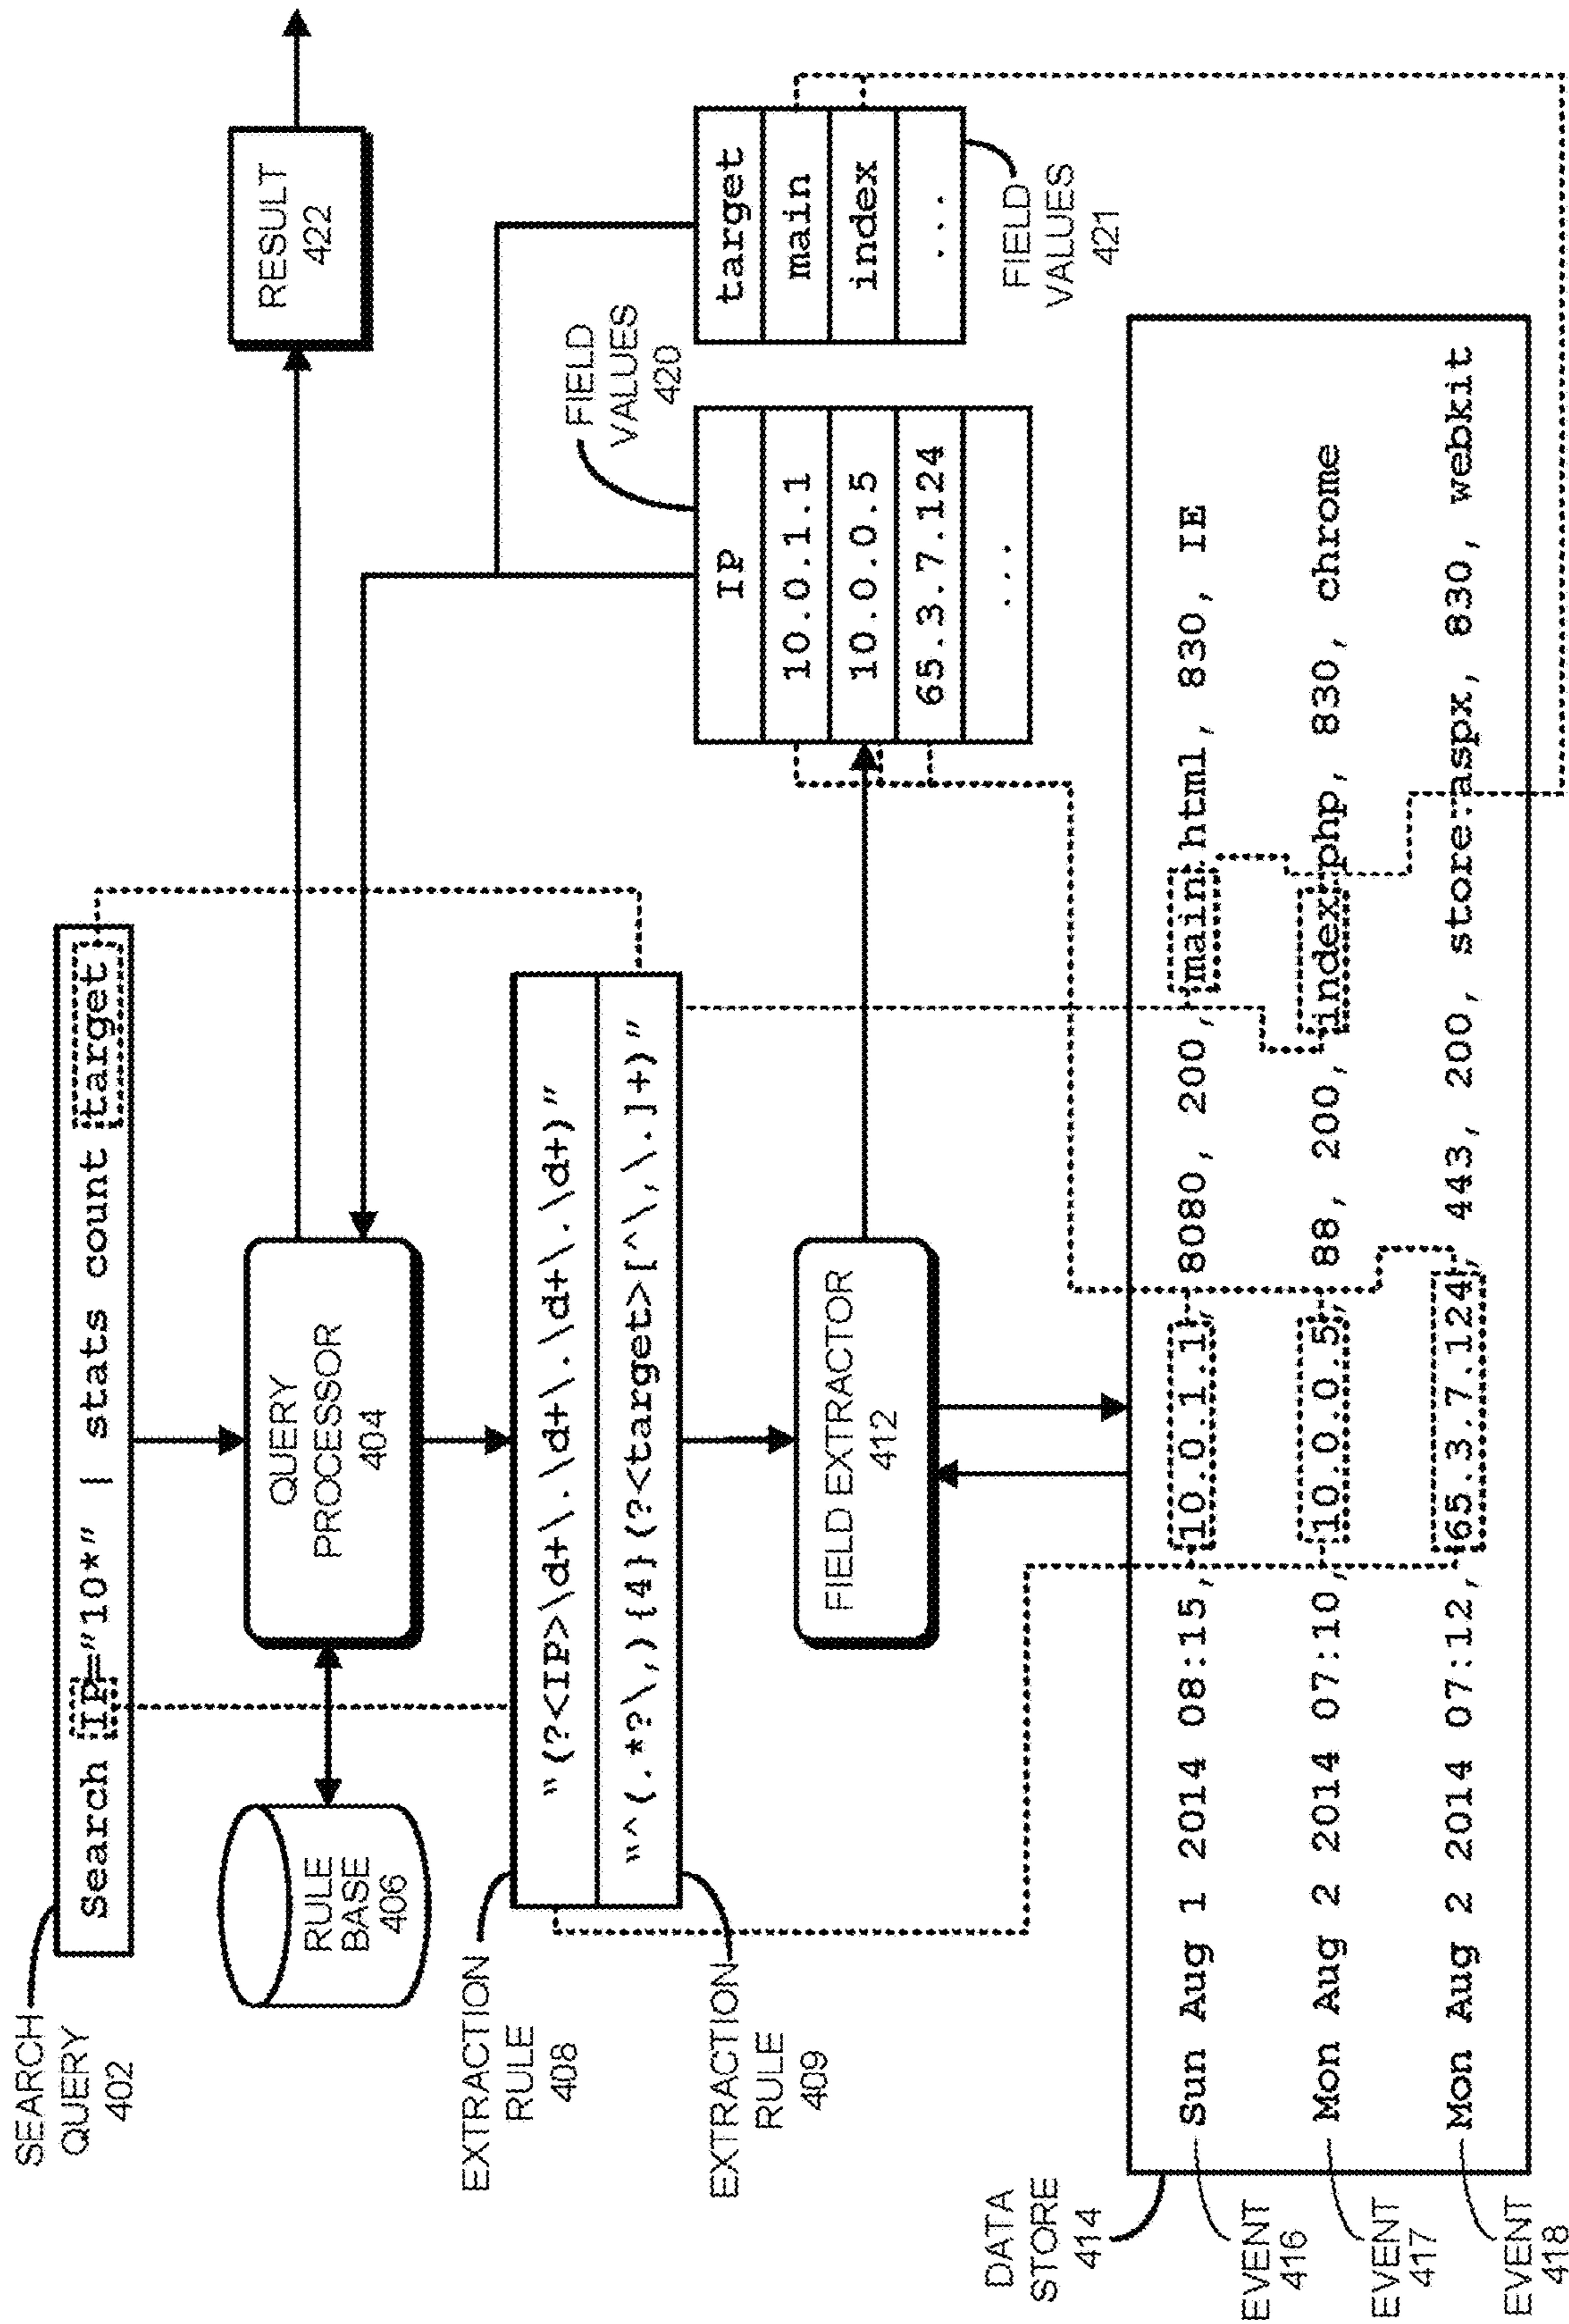 SEARCH
QUERY
402
Search IP="10*" | stats count target
RULE
BASE
406
QUERY
PROCESSOR
404
RESULT
422
EXTRACTION
RULE
408
"(?<IP>\d+\.\d+\.\d+\.\d+)"
"^(.*?\,){4}(?<target>[^\,\.]+)"
EXTRACTION
RULE
409
FIELD EXTRACTOR
412
FIELD
VALUES
420
IP
10.0.1.1
10.0.0.5
65.3.7.124
...
target
main
index
...
FIELD
VALUES
421
DATA
STORE
414
EVENT
416
Sun Aug 1 2014 08:15, 10.0.1.1, 8080, 200, main.html, 830, IE
EVENT
417
Mon Aug 2 2014 07:10, 10.0.0.5, 88, 200, index.php, 830, chrome
EVENT
418
Mon Aug 2 2014 07:12, 65.3.7.124, 443, 200, store.aspx, 830, webkit